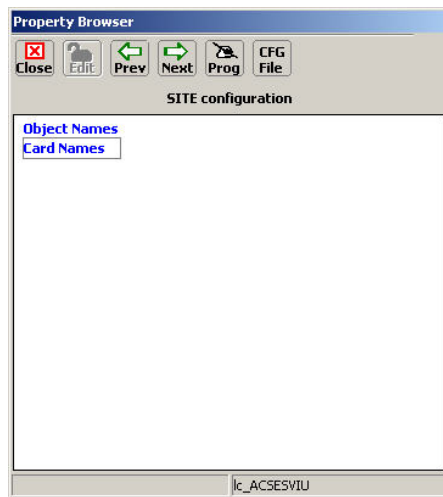 Property Browser
Close Edit Prev Next Prog CFG File
SITE configuration
Object Names
Card Names
lc_ACSESVIU